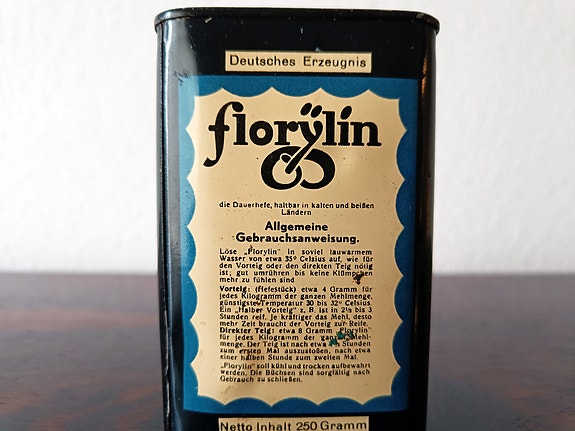 Deutsches Erzeugnis
florÿlin
die Dauerhefe, haltbar in kalten und heißen
Ländern
Allgemeine
Gebrauchsanweisung.
Löse „Florylin" in soviel lauwarmem
Wasser von etwa 35° Celsius auf, wie für
den Vorteig oder den direkten Teig nötig
ist; gut umrühren bis keine Klümpchen
mehr zu fühlen sind
Vorteig: (Hefestück) etwa 4 Gramm für
jedes Kilogramm der ganzen Mehlmenge,
günstigste Temperatur 30 bis 32° Celsius.
Ein „Halber Vorteig" z. B. ist in 2½ bis 3
Stunden reif. Je kräftiger das Mehl, desto
mehr Zeit braucht der Vorteig zur Reife.
Direkter Teig: etwa 8 Gramm „Florylin"
für jedes Kilogramm der ganzen Mehl-
menge. Der Teig ist nach etwa Stunden
zum ersten Mal auszustoßen, nach etwa
einer halben Stunde zum zweiten Mal.
„Florylin" soll kühl und trocken aufbewahrt
werden. Die Büchsen sind sorgfältig nach
Gebrauch zu schließen.
Netto Inhalt 250 Gramm